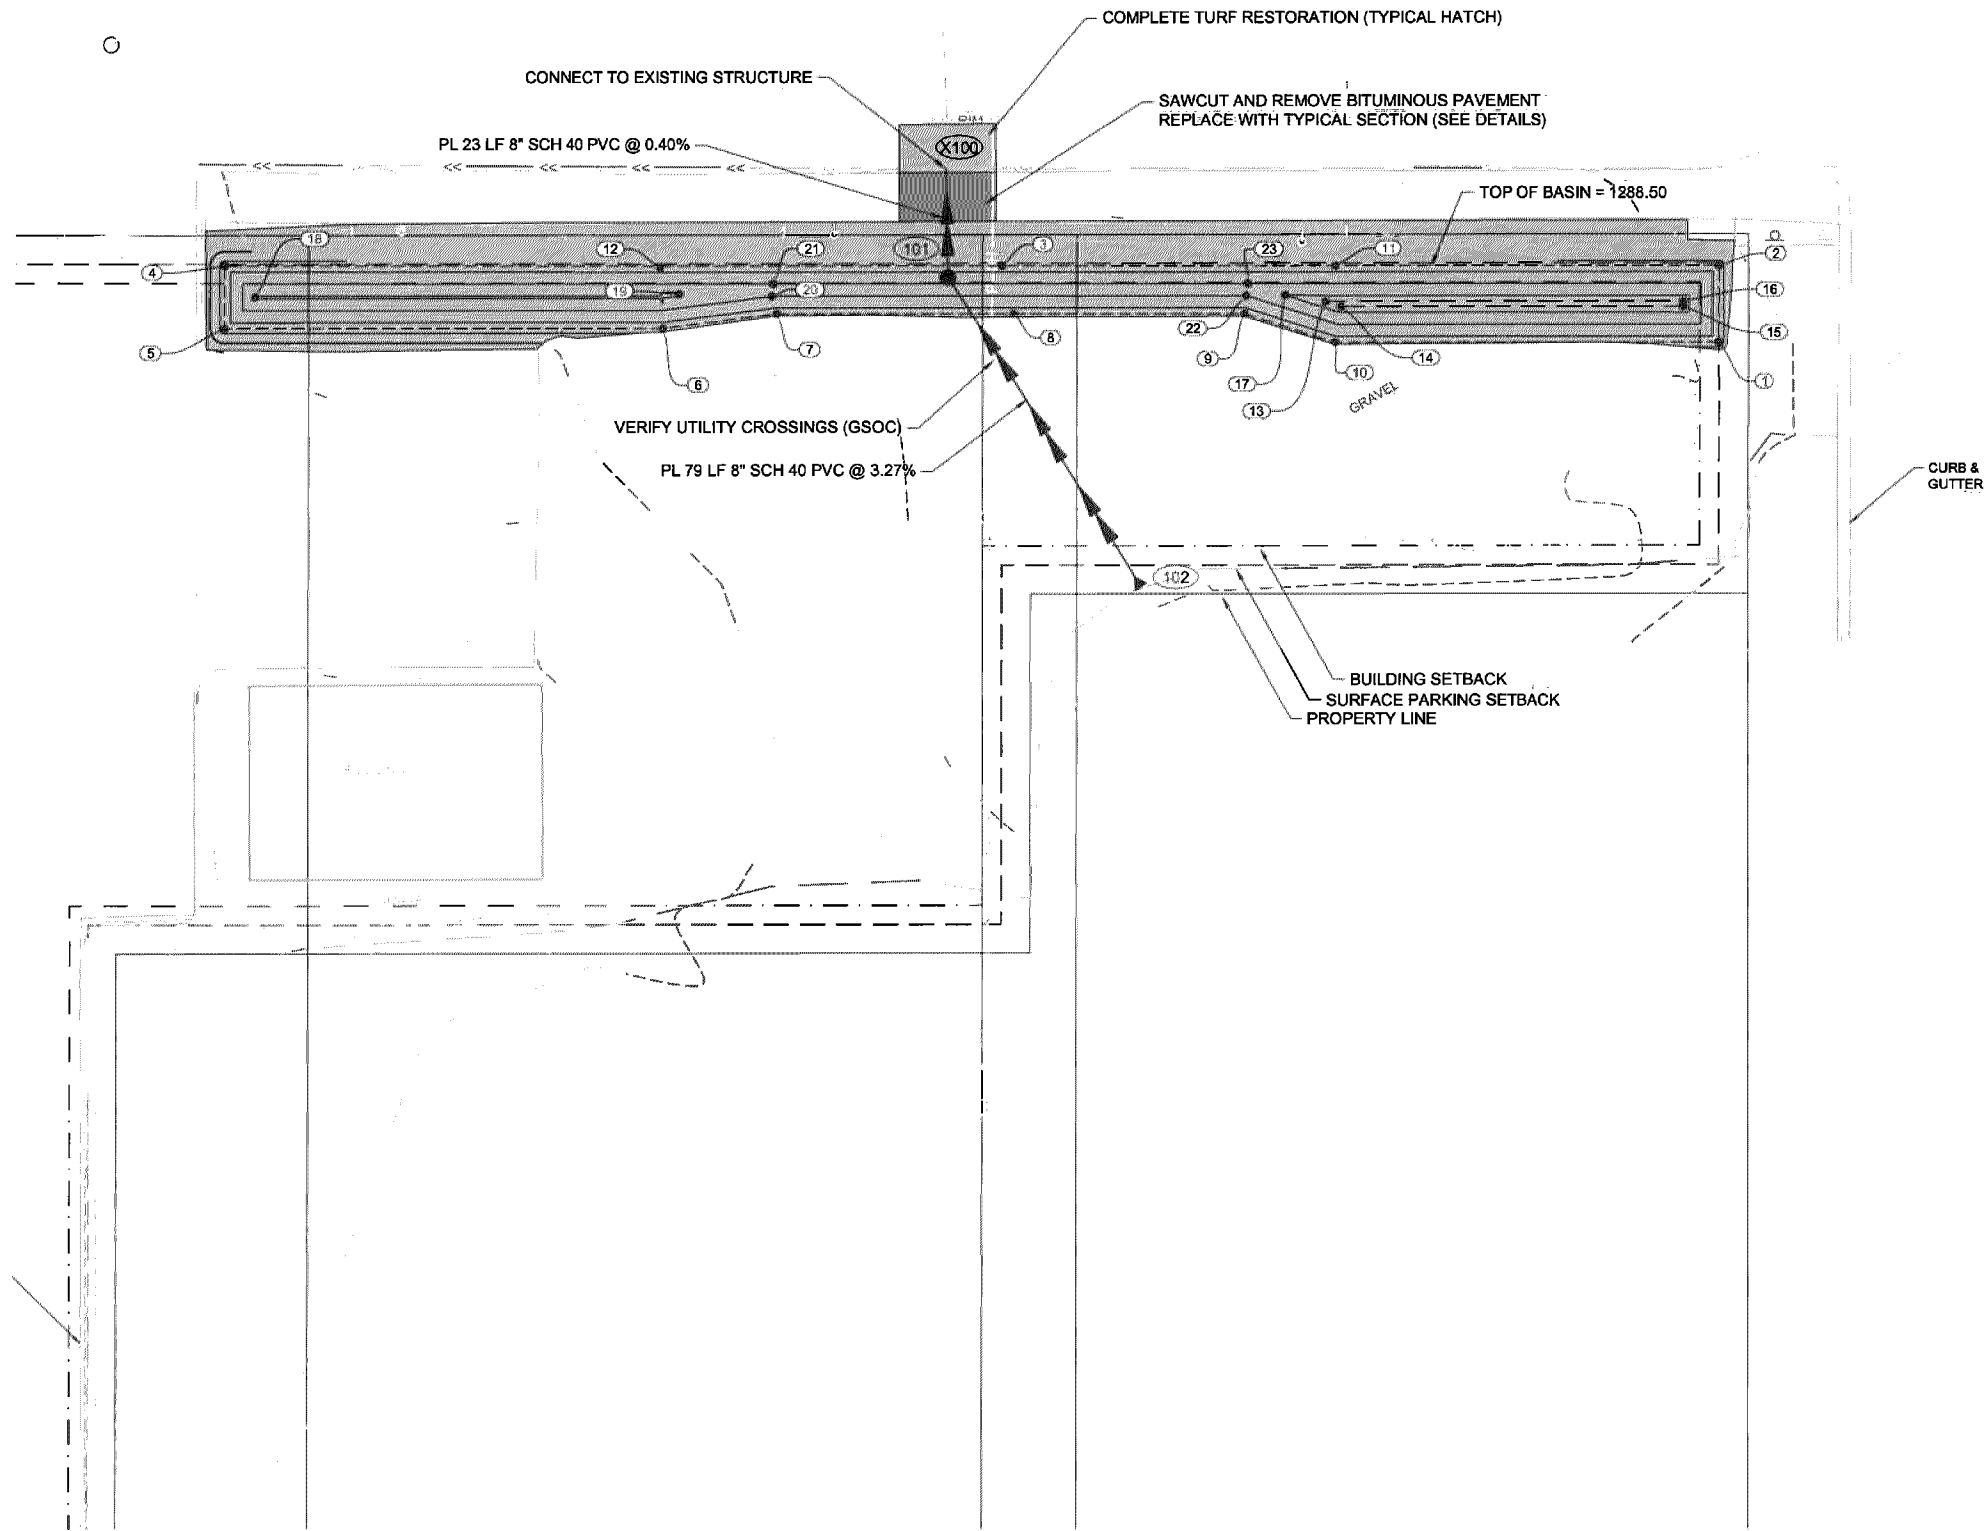 COMPLETE TURF RESTORATION (TYPICAL HATCH)
CONNECT TO EXISTING STRUCTURE
SAWCUT AND REMOVE BITUMINOUS PAVEMENT
REPLACE WITH TYPICAL SECTION (SEE DETAILS)
PL 23 LF 8" SCH 40 PVC @ 0.40%
X100
TOP OF BASIN = 1288.50
18
12
101
21
3
23
11
2
4
19
20
16
5
6
7
8
22
9
17
13
10
14
15
1
GRAVEL
VERIFY UTILITY CROSSINGS (GSOC)
PL 79 LF 8" SCH 40 PVC @ 3.27%
CURB &
GUTTER
102
BUILDING SETBACK
SURFACE PARKING SETBACK
PROPERTY LINE